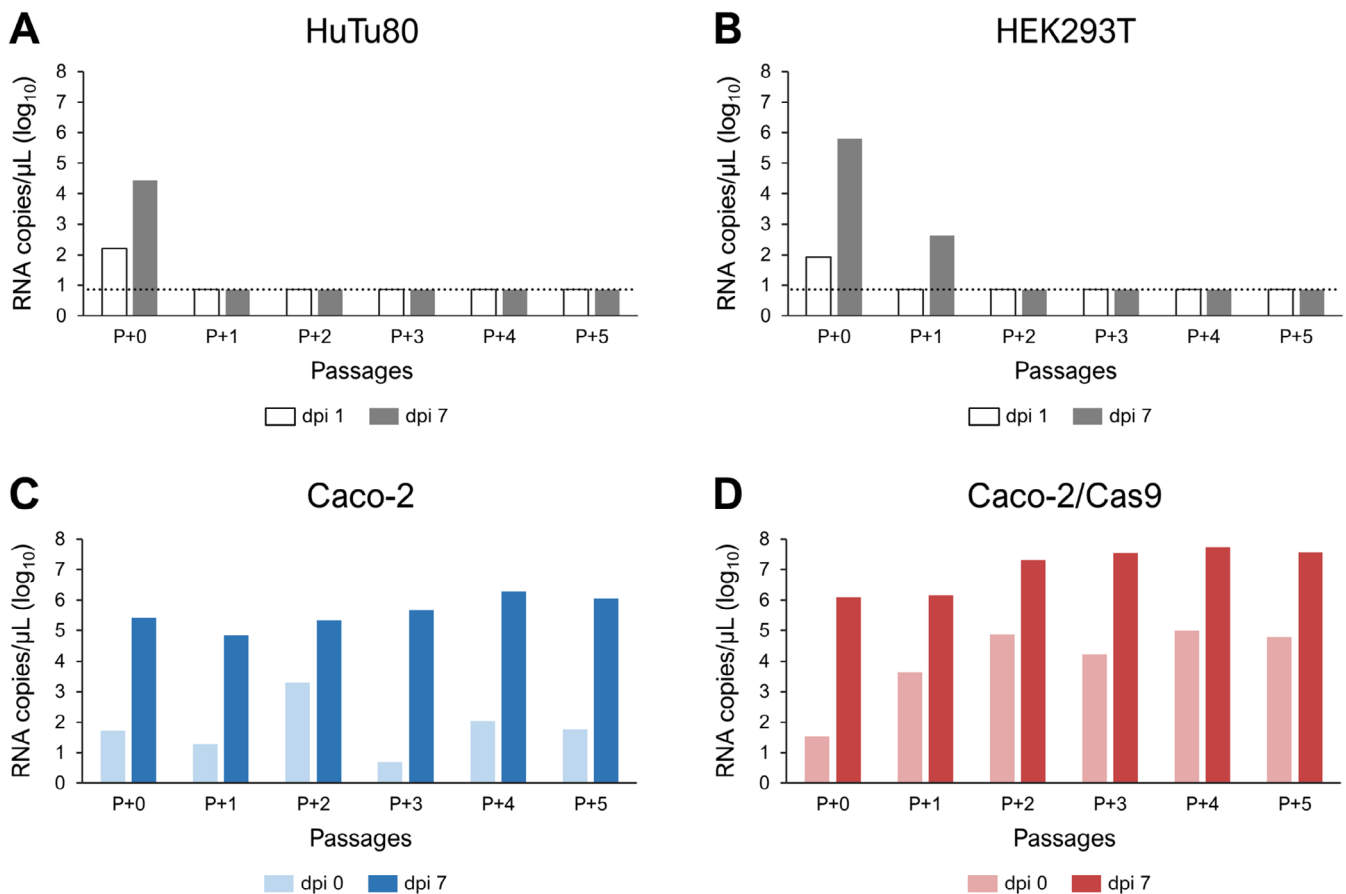 A
HuTu80
RNA copies/µL (log₁₀)
8
7
6
5
4
3
2
1
0
P+0 P+1 P+2 P+3 P+4 P+5
Passages
dpi 1 dpi 7
B
HEK293T
RNA copies/µL (log₁₀)
8
7
6
5
4
3
2
1
0
P+0 P+1 P+2 P+3 P+4 P+5
Passages
dpi 1 dpi 7
C
Caco-2
RNA copies/µL (log₁₀)
8
7
6
5
4
3
2
1
0
P+0 P+1 P+2 P+3 P+4 P+5
Passages
dpi 0 dpi 7
D
Caco-2/Cas9
RNA copies/µL (log₁₀)
8
7
6
5
4
3
2
1
0
P+0 P+1 P+2 P+3 P+4 P+5
Passages
dpi 0 dpi 7